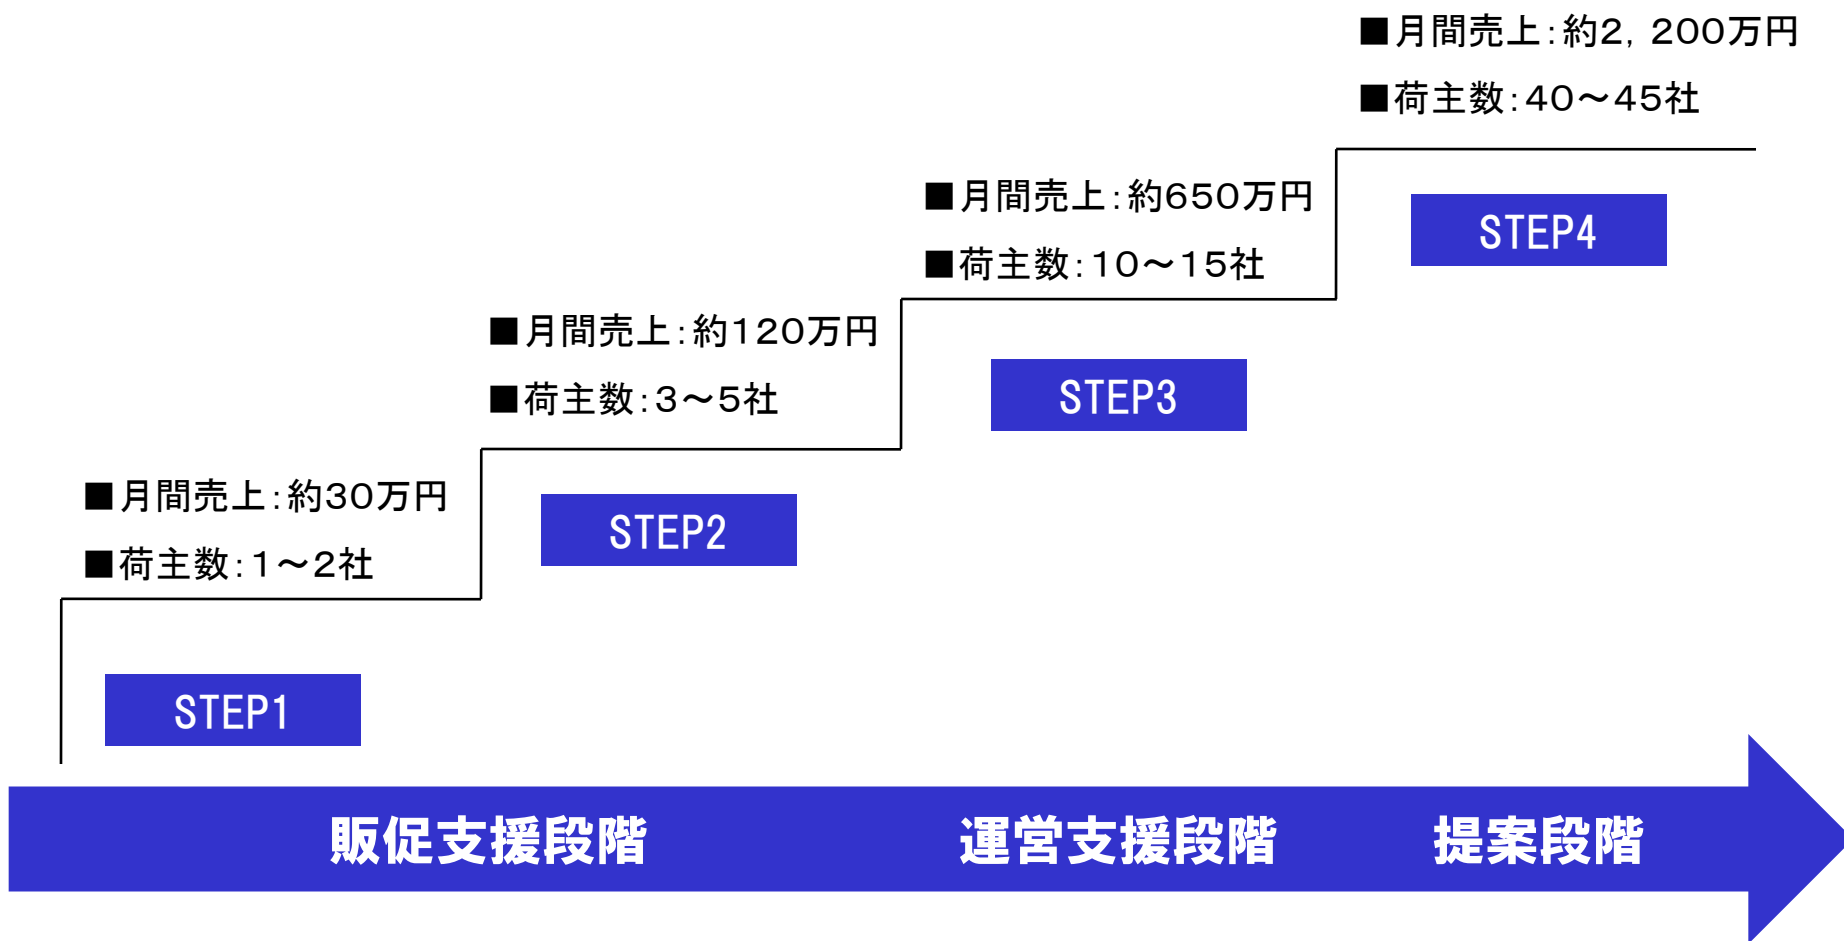 ■月間売上:約2，200万円
■荷主数:40～45社
STEP4
■月間売上:約650万円
■荷主数:10～15社
STEP3
■月間売上:約120万円
■荷主数:3～5社
STEP2
■月間売上:約30万円
■荷主数:1～2社
STEP1
販促支援段階
運営支援段階
提案段階